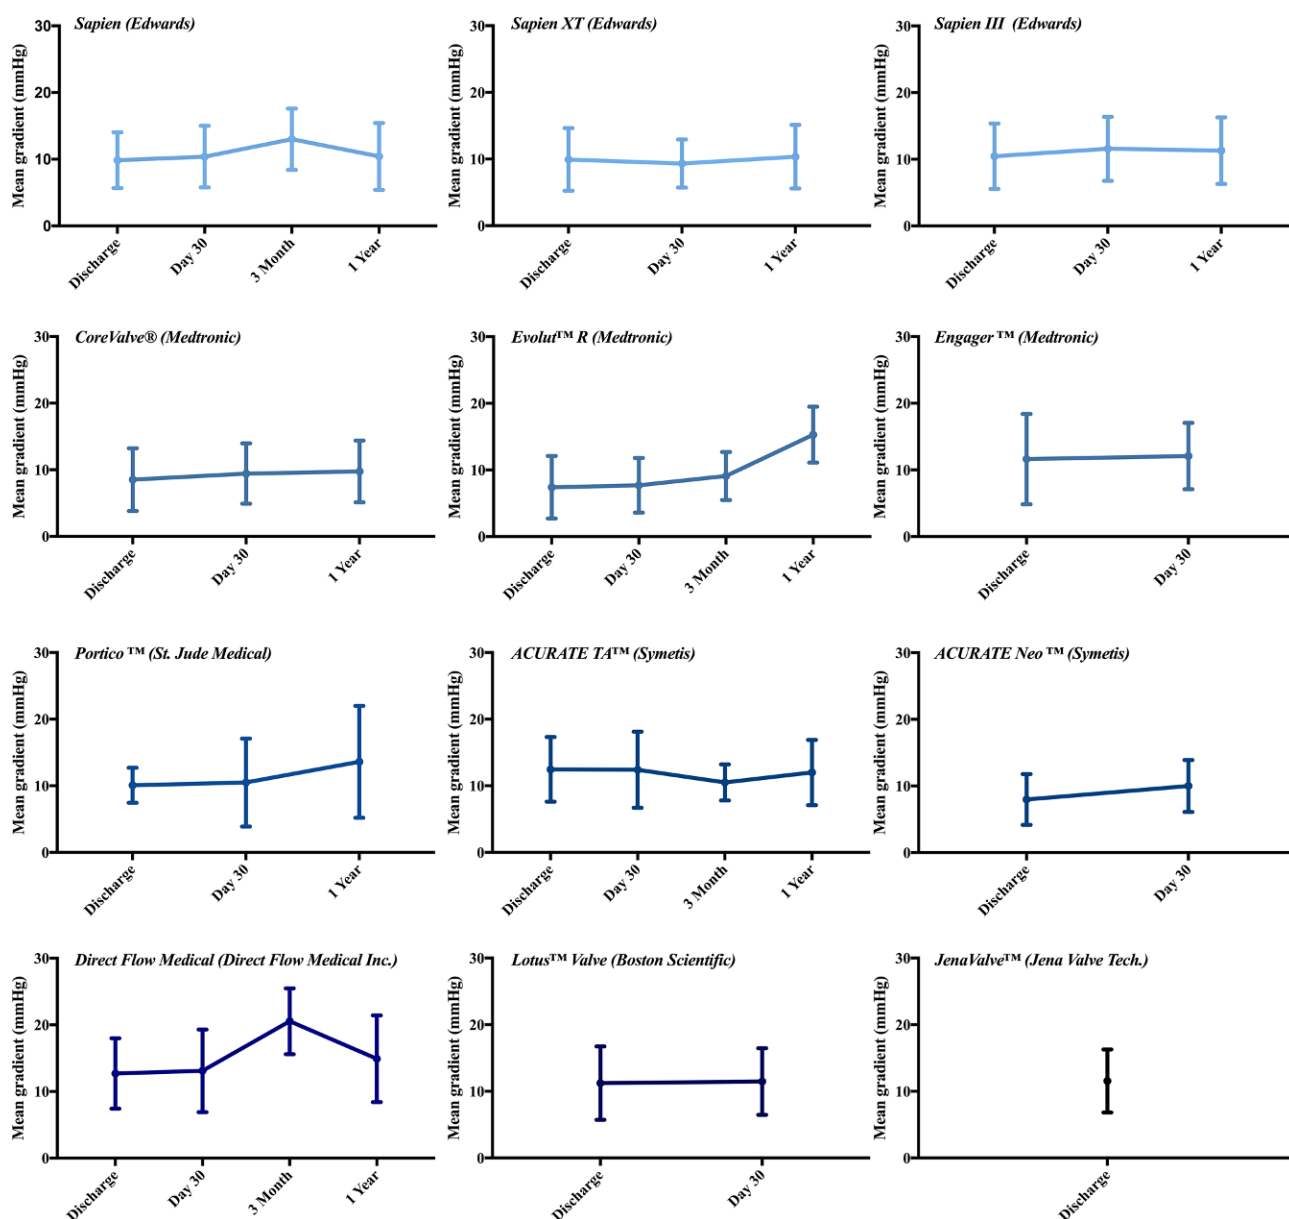 Sapien (Edwards)
Mean gradient (mmHg)
30
20
10
0
Discharge
Day 30
3 Month
1 Year
Sapien XT (Edwards)
Mean gradient (mmHg)
30
20
10
0
Discharge
Day 30
1 Year
Sapien III (Edwards)
Mean gradient (mmHg)
30
20
10
0
Discharge
Day 30
1 Year
CoreValve® (Medtronic)
Mean gradient (mmHg)
30
20
10
0
Discharge
Day 30
1 Year
Evolut™ R (Medtronic)
Mean gradient (mmHg)
30
20
10
0
Discharge
Day 30
3 Month
1 Year
Engager™ (Medtronic)
Mean gradient (mmHg)
30
20
10
0
Discharge
Day 30
Portico™ (St. Jude Medical)
Mean gradient (mmHg)
30
20
10
0
Discharge
Day 30
1 Year
ACURATE TA™ (Symetis)
Mean gradient (mmHg)
30
20
10
0
Discharge
Day 30
3 Month
1 Year
ACURATE Neo™ (Symetis)
Mean gradient (mmHg)
30
20
10
0
Discharge
Day 30
Direct Flow Medical (Direct Flow Medical Inc.)
Mean gradient (mmHg)
30
20
10
0
Discharge
Day 30
3 Month
1 Year
Lotus™ Valve (Boston Scientific)
Mean gradient (mmHg)
30
20
10
0
Discharge
Day 30
JenaValve™ (Jena Valve Tech.)
Mean gradient (mmHg)
30
20
10
0
Discharge